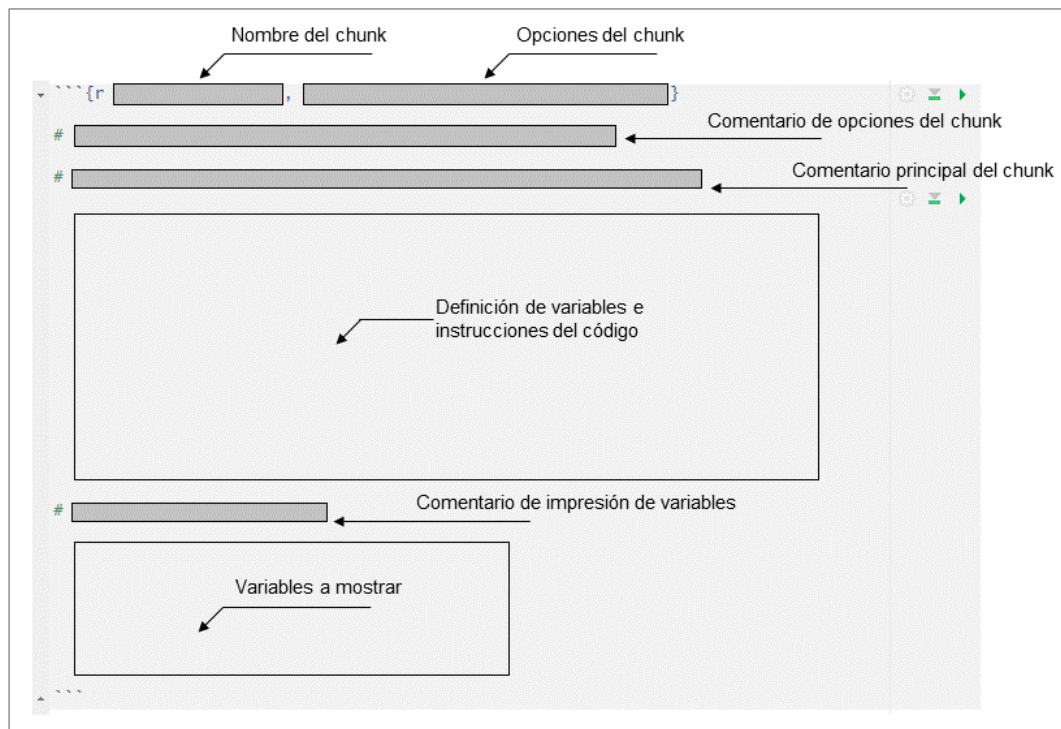 Nombre del chunk
Opciones del chunk
```{r , }
Comentario de opciones del chunk
#
Comentario principal del chunk
#
Definición de variables e
instrucciones del código
Comentario de impresión de variables
#
Variables a mostrar
```